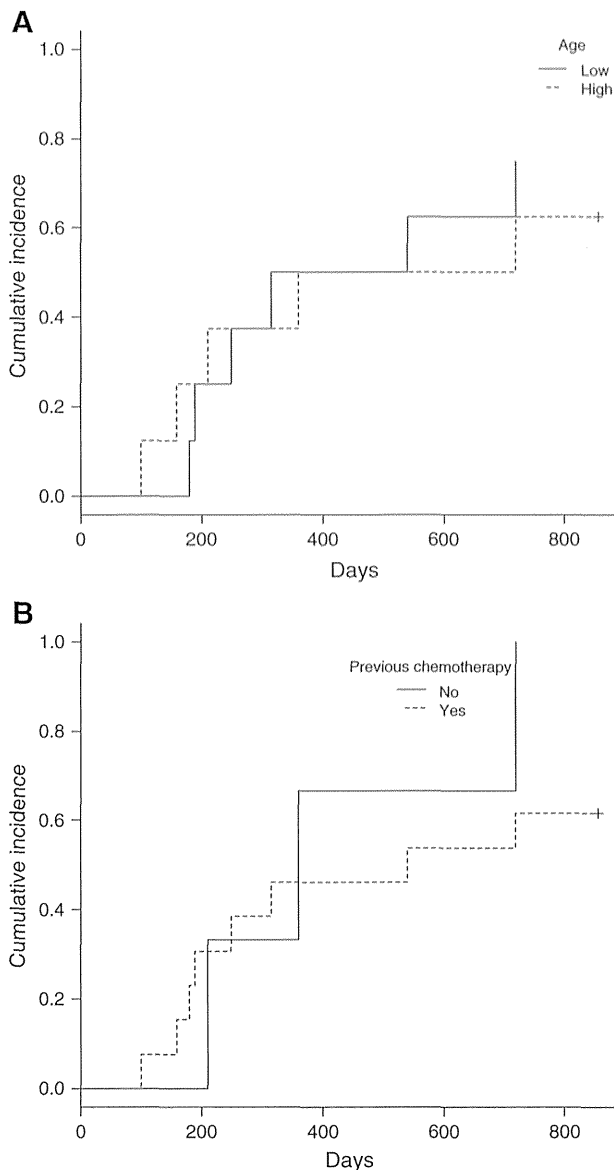 A
Age
Low
High
1.0
0.8
0.6
0.4
0.2
0.0
Cumulative incidence
0 200 400 600 800
Days
B
Previous chemotherapy
No
Yes
1.0
0.8
0.6
0.4
0.2
0.0
Cumulative incidence
0 200 400 600 800
Days